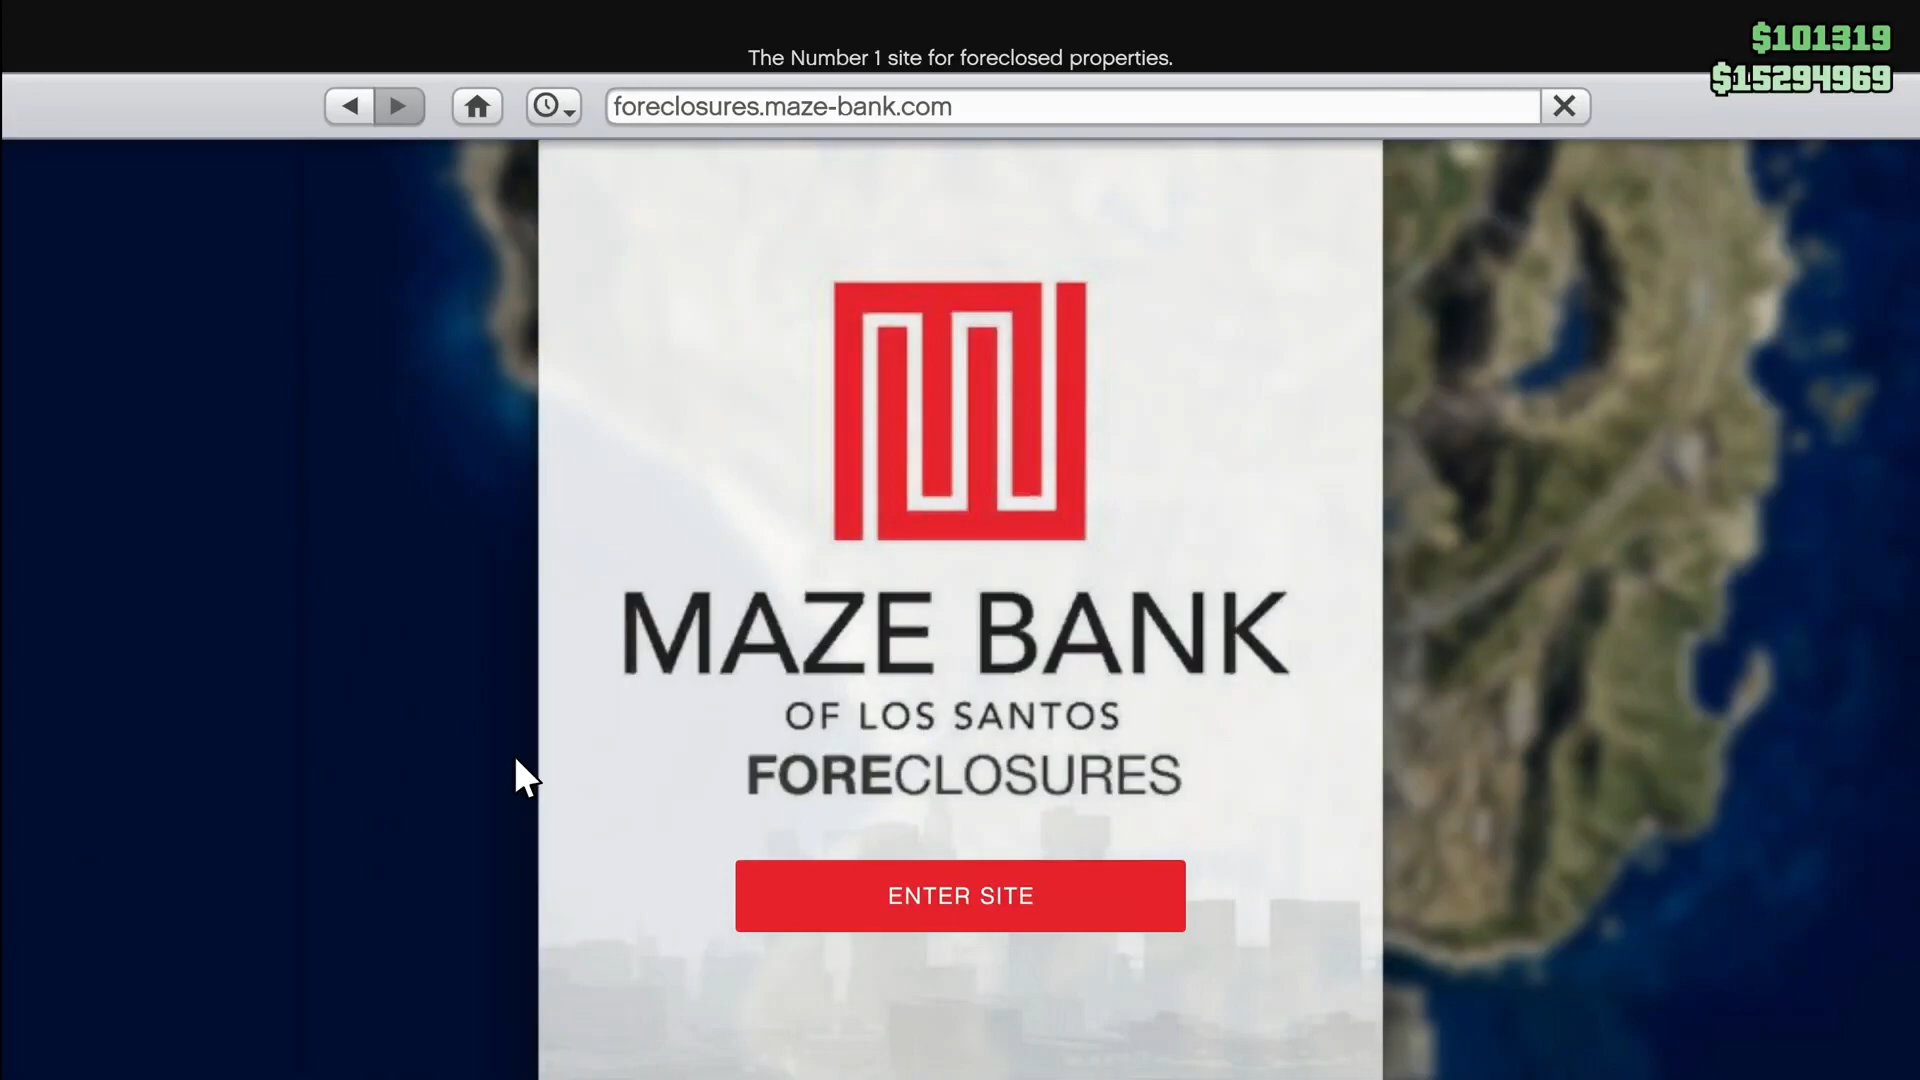 The Number 1 site for foreclosed properties.
$101319
$15294969
foreclosures.maze-bank.com
MAZE BANK
OF LOS SANTOS
FORECLOSURES
ENTER SITE